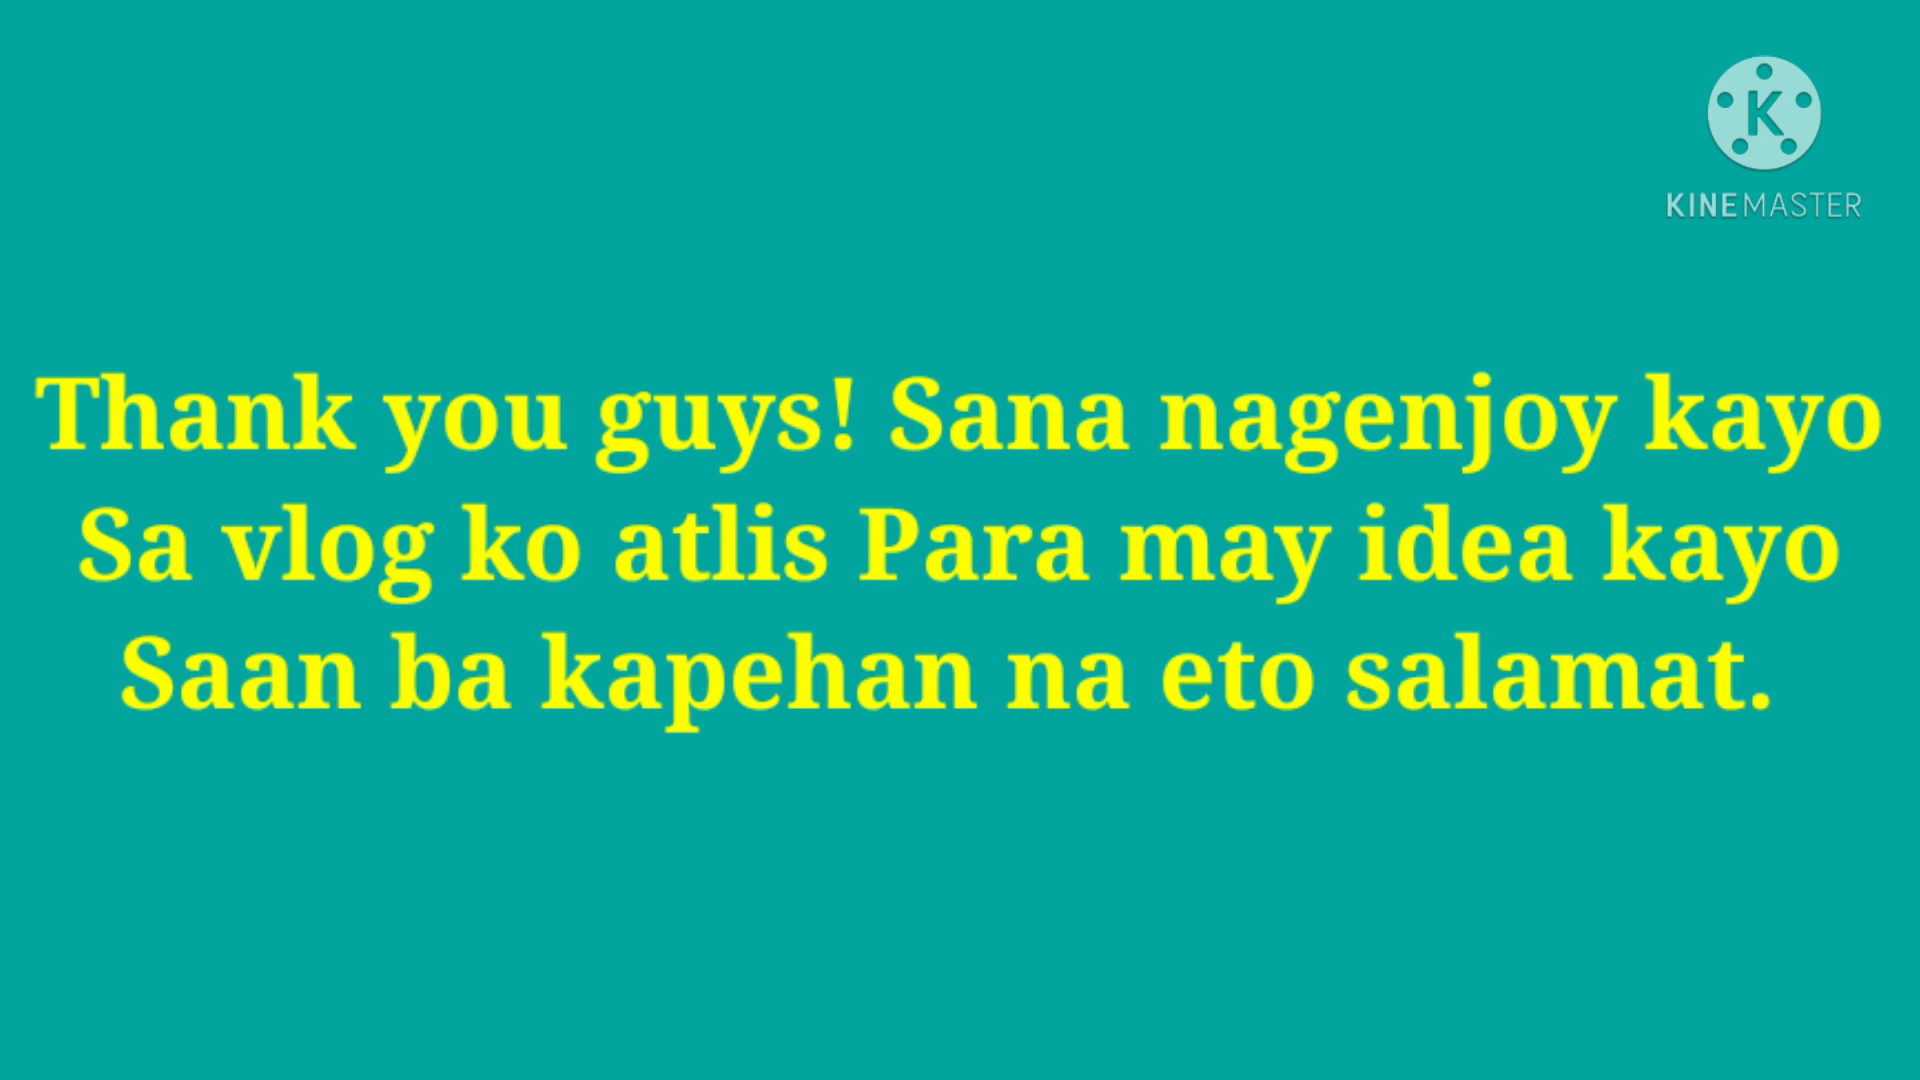 K
KINEMASTER
Thank you guys! Sana nagenjoy kayo
Sa vlog ko atlis Para may idea kayo
Saan ba kapehan na eto salamat.